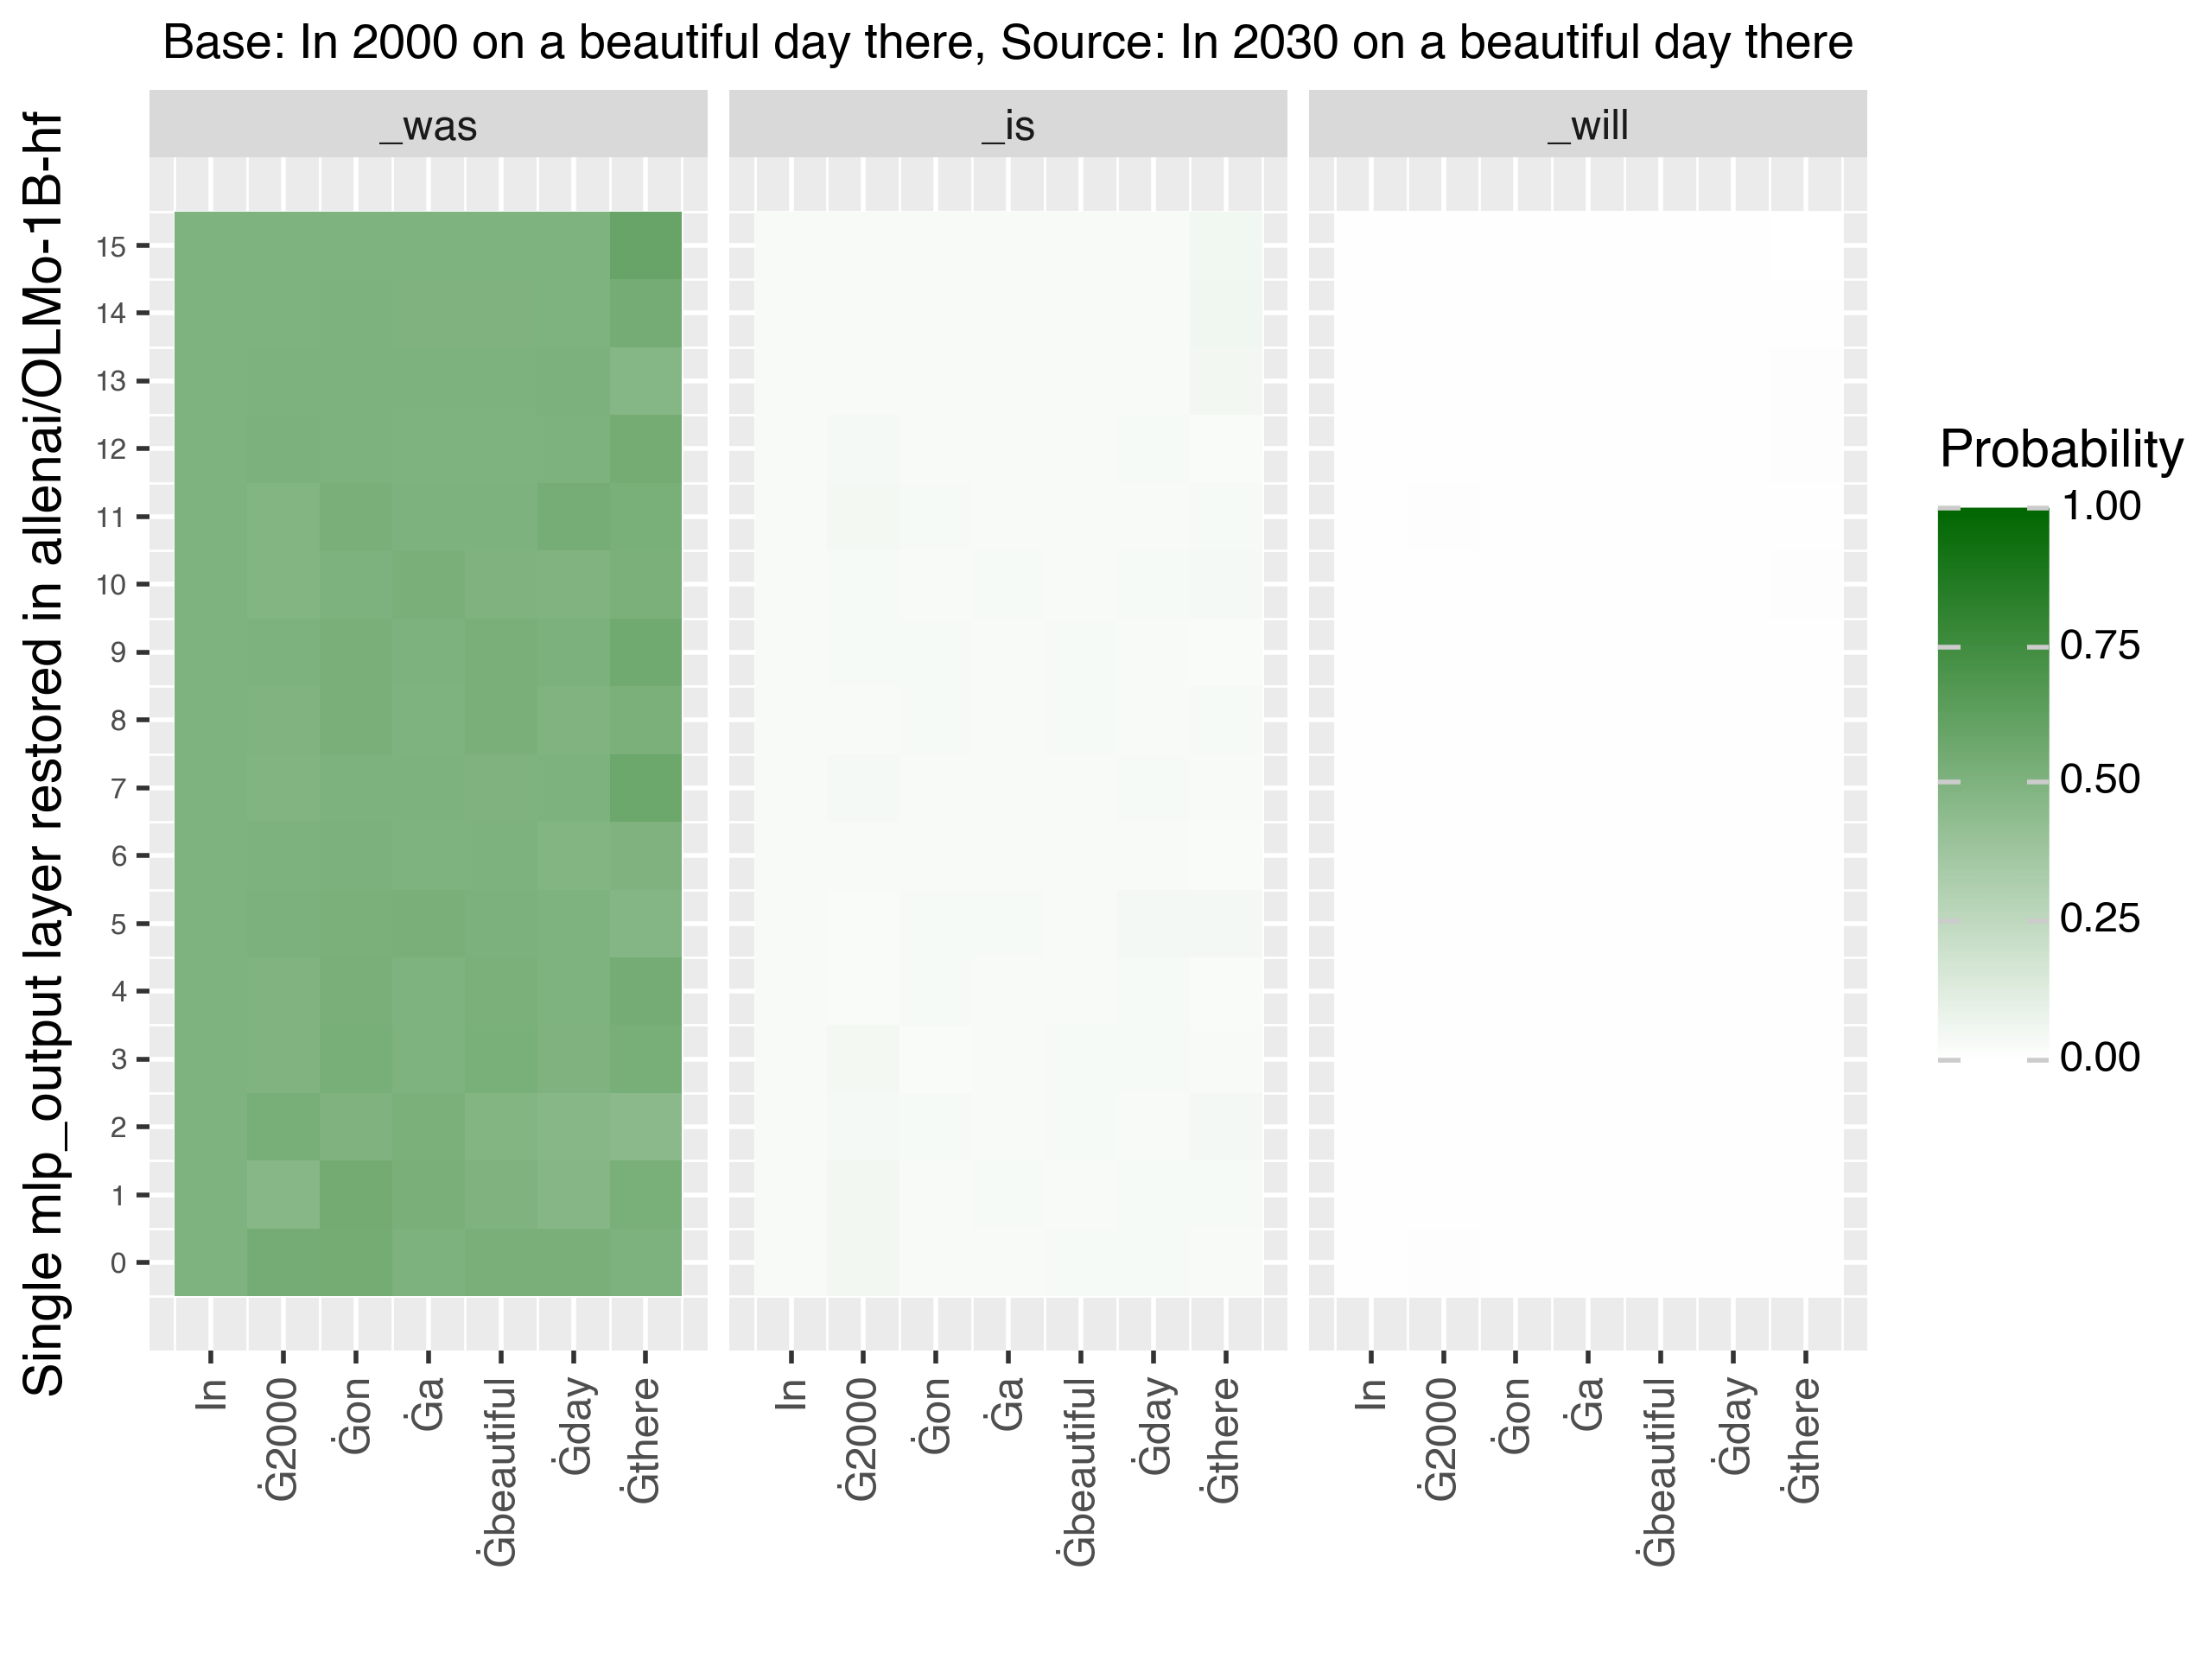 Base: In 2000 on a beautiful day there, Source: In 2030 on a beautiful day there
Single mlp_output layer restored in allenai/OLMo-1B-hf
_was
_is
_will
15
14
13
12
11
10
9
8
7
6
5
4
3
2
1
0
In
Ġ2000
Ġon
Ġa
Ġbeautiful
Ġday
Ġthere
In
Ġ2000
Ġon
Ġa
Ġbeautiful
Ġday
Ġthere
In
Ġ2000
Ġon
Ġa
Ġbeautiful
Ġday
Ġthere
Probability
1.00
0.75
0.50
0.25
0.00